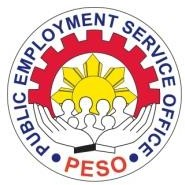 PUBLIC EMPLOYMENT SERVICE OFFICE
• PESO •